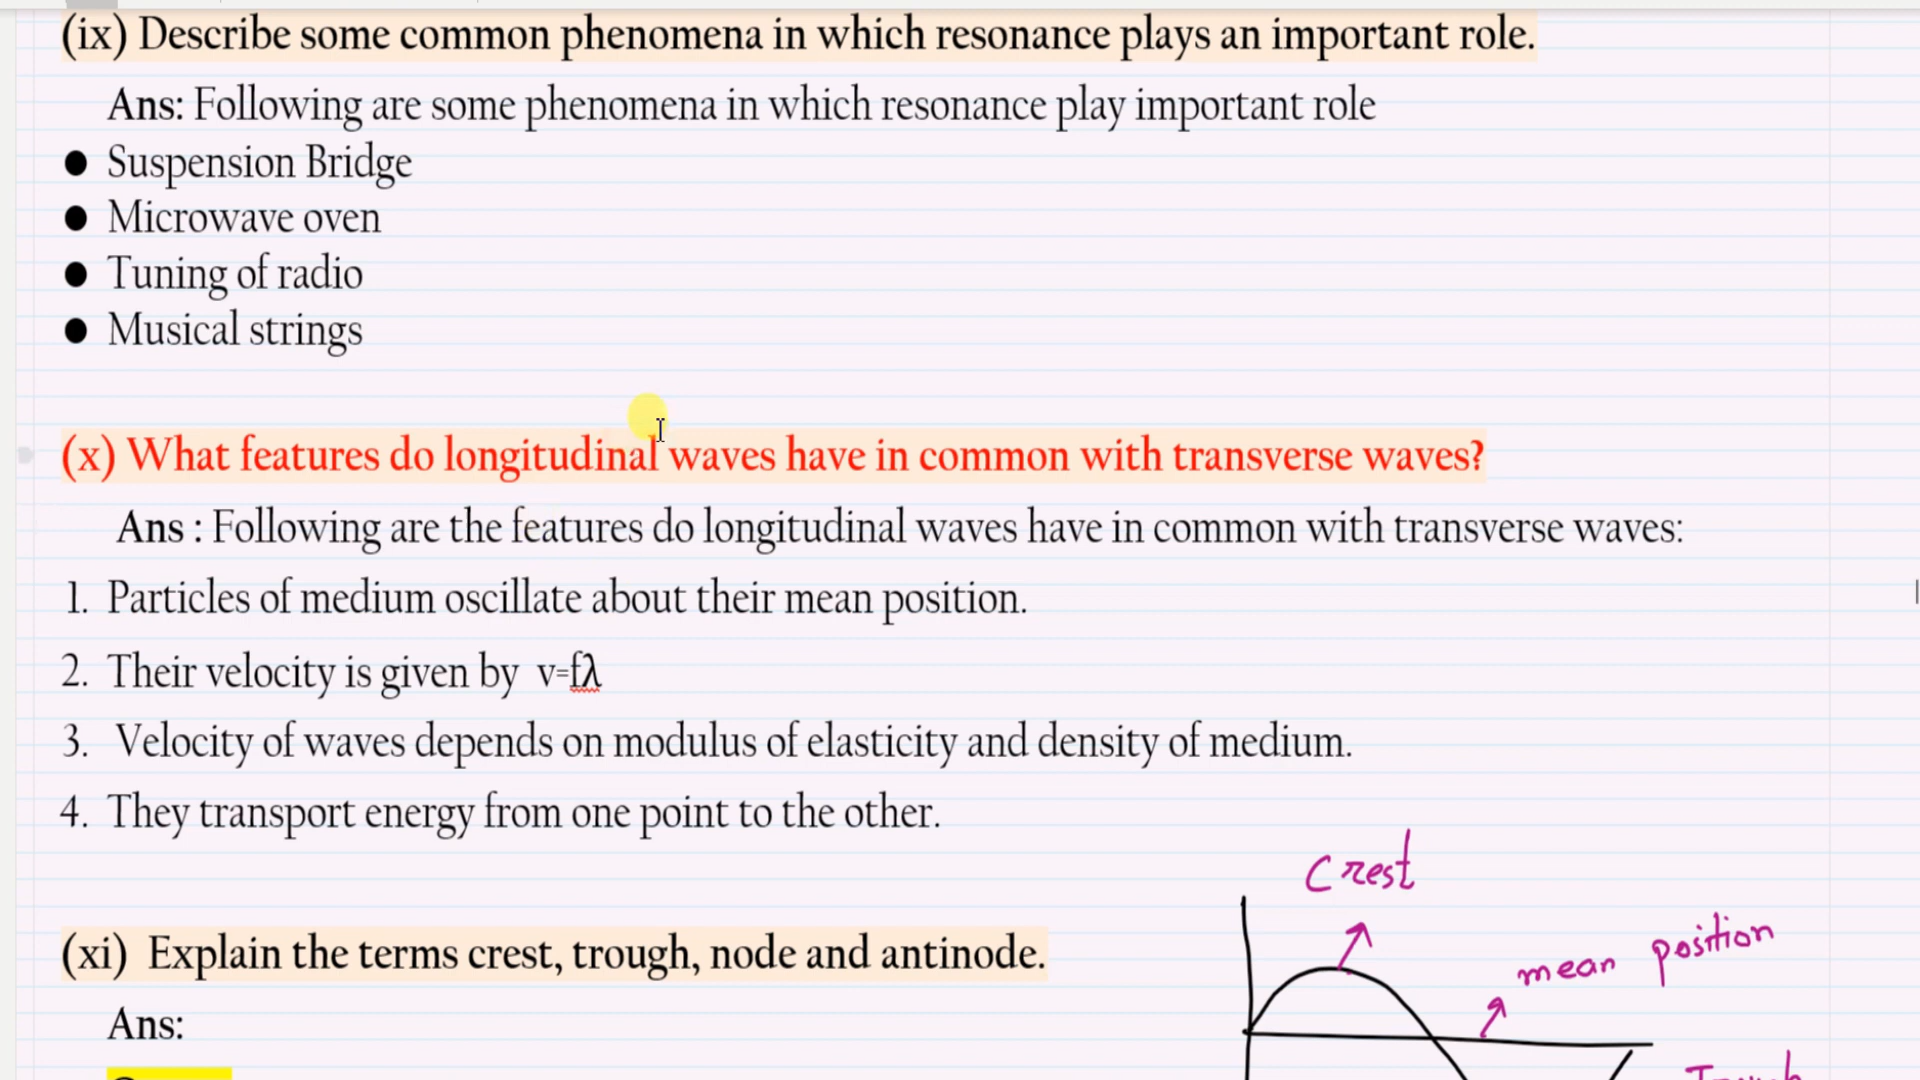 (ix) Describe some common phenomena in which resonance plays an important role.
Ans: Following are some phenomena in which resonance play important role
● Suspension Bridge
● Microwave oven
● Tuning of radio
● Musical strings
(x) What features do longitudinal waves have in common with transverse waves?
Ans : Following are the features do longitudinal waves have in common with transverse waves:
1. Particles of medium oscillate about their mean position.
2. Their velocity is given by v=fλ
3. Velocity of waves depends on modulus of elasticity and density of medium.
4. They transport energy from one point to the other.
Crest
mean position
(xi) Explain the terms crest, trough, node and antinode.
Ans: